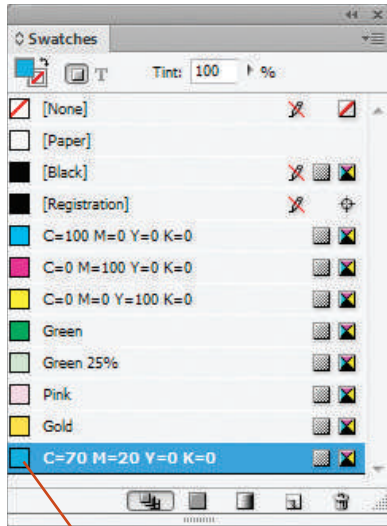 Swatches
T Tint: 100 %
[None]
[Paper]
[Black]
[Registration]
C=100 M=0 Y=0 K=0
C=0 M=100 Y=0 K=0
C=0 M=0 Y=100 K=0
Green
Green 25%
Pink
Gold
C=70 M=20 Y=0 K=0